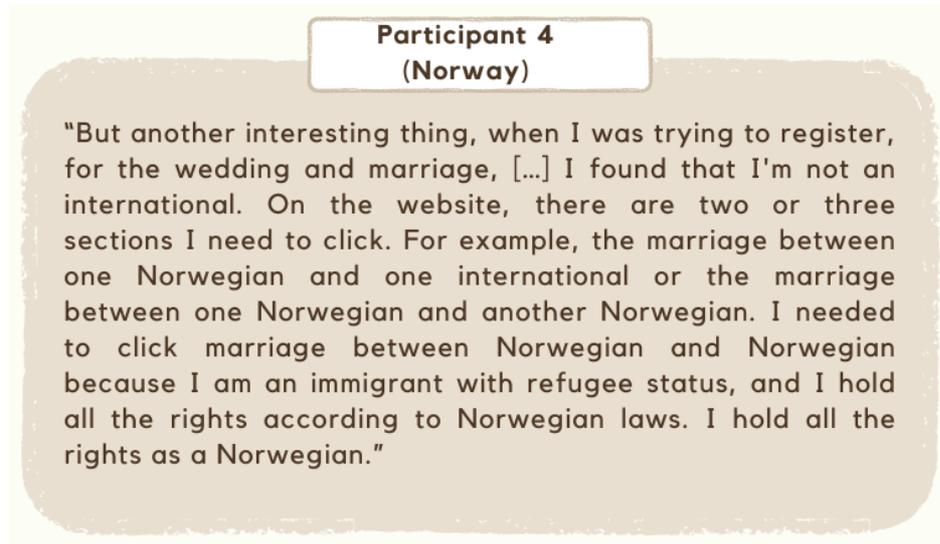 Participant 4
(Norway)
“But another interesting thing, when I was trying to register,
for the wedding and marriage, [...] I found that I'm not an
international. On the website, there are two or three
sections I need to click. For example, the marriage between
one Norwegian and one international or the marriage
between one Norwegian and another Norwegian. I needed
to click marriage between Norwegian and Norwegian
because I am an immigrant with refugee status, and I hold
all the rights according to Norwegian laws. I hold all the
rights as a Norwegian.”